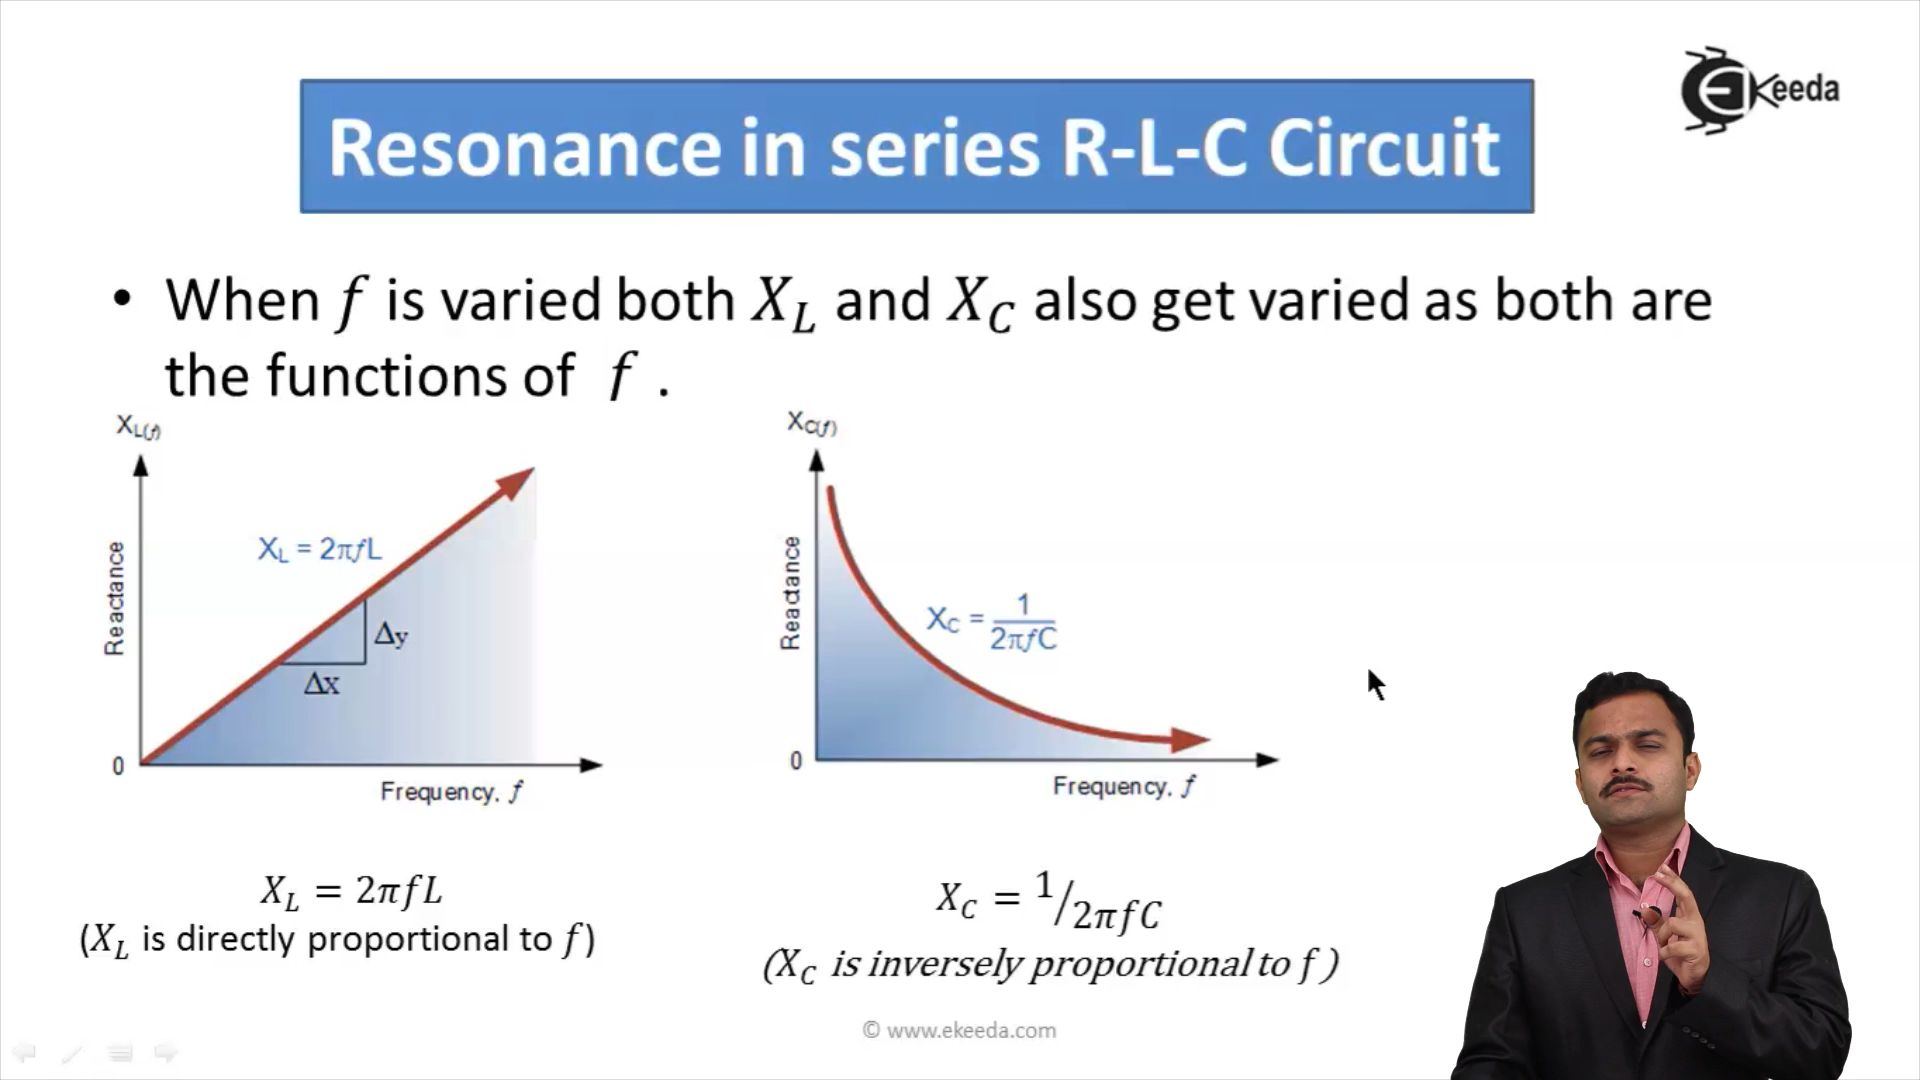 Ekeeda
Resonance in series R-L-C Circuit
• When f is varied both X_L and X_C also get varied as both are
the functions of f .
X_L(f)
Reactance
X_L = 2πfL
Δy
Δx
0
Frequency, f
X_C(f)
Reactance
X_C = 1/2πfC
0
Frequency, f
X_L = 2πfL
(X_L is directly proportional to f)
X_C = 1/2πfC
(X_C is inversely proportional to f )
© www.ekeeda.com